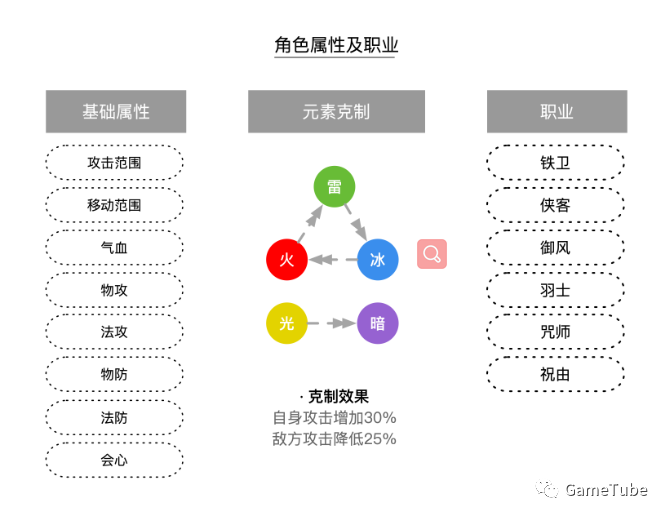 角色属性及职业
基础属性
攻击范围
移动范围
气血
物攻
法攻
物防
法防
会心
元素克制
雷
火
冰
光
暗
· 克制效果
自身攻击增加30%
敌方攻击降低25%
职业
铁卫
侠客
御风
羽士
咒师
祝由
GameTube